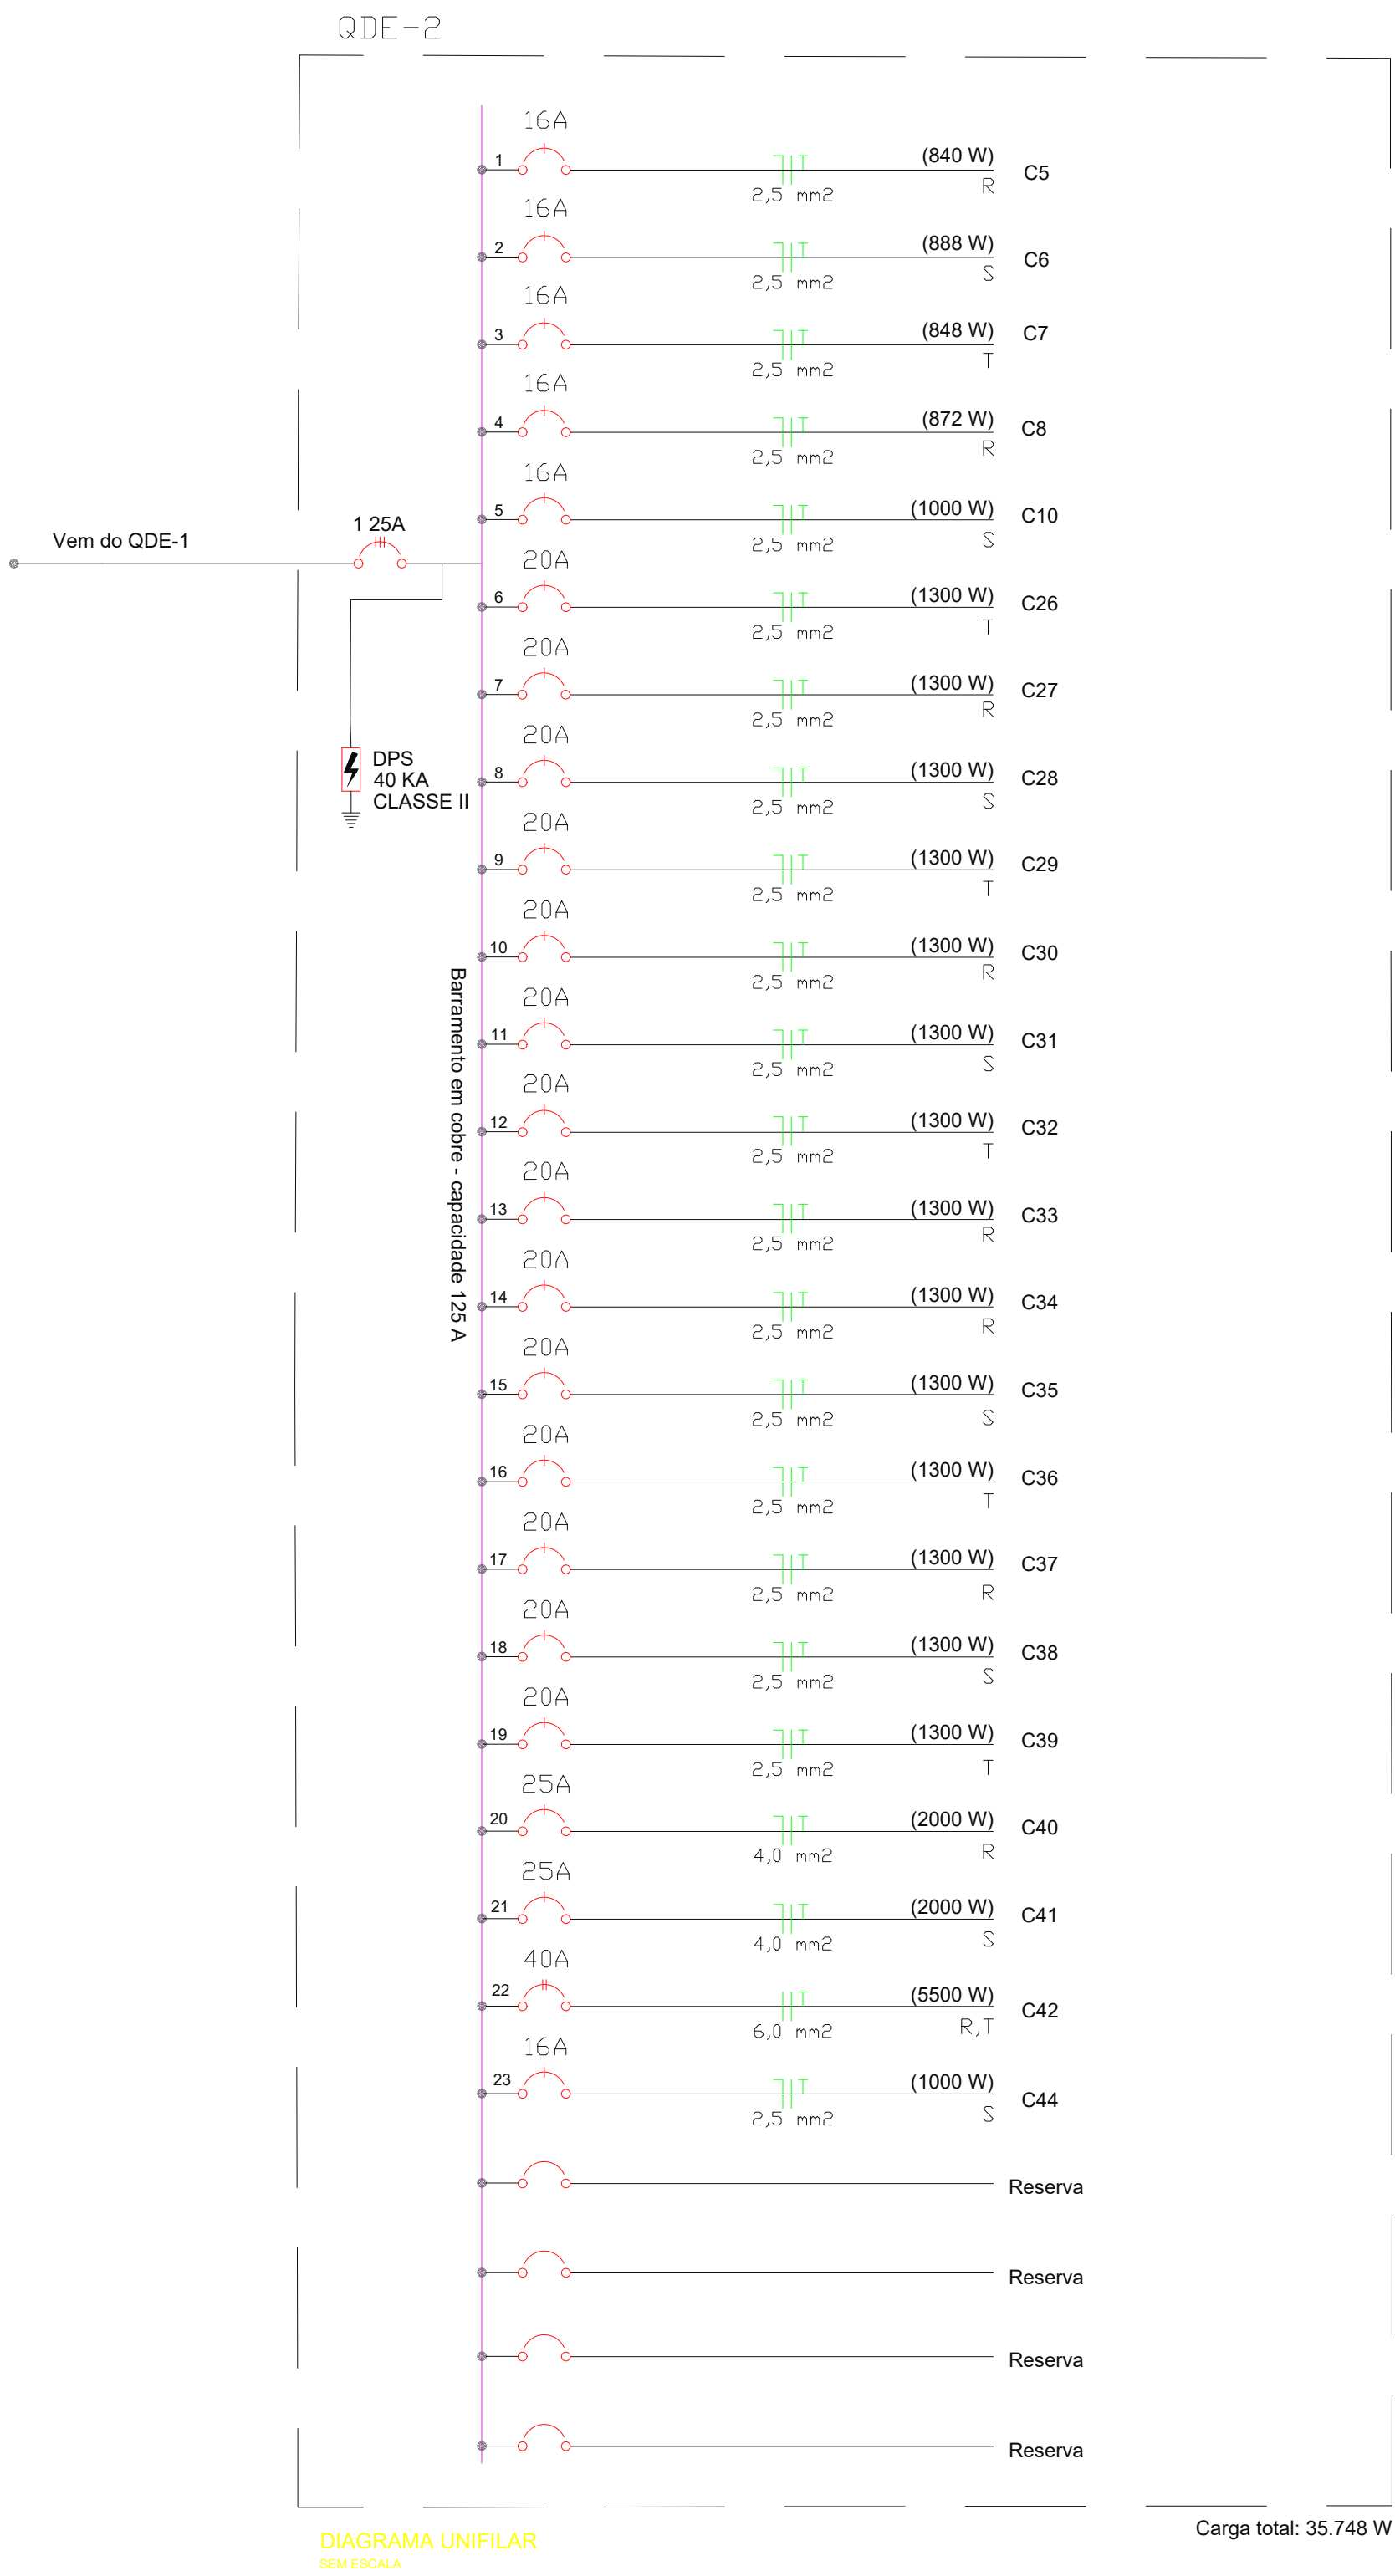 QDE-2
16A
1
(840 W)
C5
2,5 mm2
R
16A
2
(888 W)
C6
2,5 mm2
S
16A
3
(848 W)
C7
2,5 mm2
T
16A
4
(872 W)
C8
2,5 mm2
R
16A
5
(1000 W)
C10
2,5 mm2
S
Vem do QDE-1
1 25A
20A
6
(1300 W)
C26
2,5 mm2
T
20A
7
(1300 W)
C27
2,5 mm2
R
20A
8
(1300 W)
C28
2,5 mm2
S
DPS
40 KA
CLASSE II
20A
9
(1300 W)
C29
2,5 mm2
T
20A
10
(1300 W)
C30
2,5 mm2
R
Barramento em cobre - capacidade 125 A
20A
11
(1300 W)
C31
2,5 mm2
S
20A
12
(1300 W)
C32
2,5 mm2
T
20A
13
(1300 W)
C33
2,5 mm2
R
20A
14
(1300 W)
C34
2,5 mm2
R
20A
15
(1300 W)
C35
2,5 mm2
S
20A
16
(1300 W)
C36
2,5 mm2
T
20A
17
(1300 W)
C37
2,5 mm2
R
20A
18
(1300 W)
C38
2,5 mm2
S
20A
19
(1300 W)
C39
2,5 mm2
T
25A
20
(2000 W)
C40
4,0 mm2
R
25A
21
(2000 W)
C41
4,0 mm2
S
40A
22
(5500 W)
C42
6,0 mm2
R,T
16A
23
(1000 W)
C44
2,5 mm2
S
Reserva
Reserva
Reserva
Reserva
Carga total: 35.748 W
DIAGRAMA UNIFILAR
SEM ESCALA